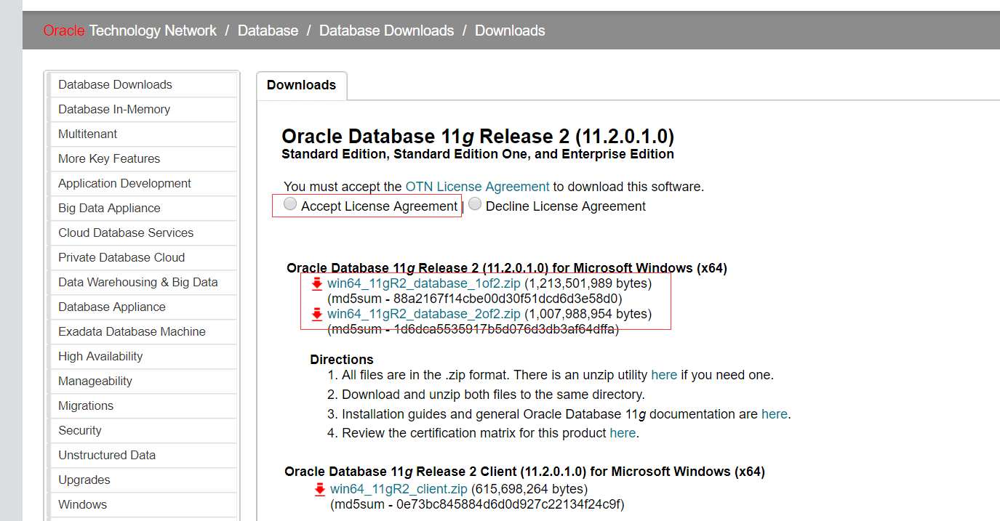 Oracle Technology Network / Database / Database Downloads / Downloads
Database Downloads
Database In-Memory
Multitenant
More Key Features
Application Development
Big Data Appliance
Cloud Database Services
Private Database Cloud
Data Warehousing & Big Data
Database Appliance
Exadata Database Machine
High Availability
Manageability
Migrations
Security
Unstructured Data
Upgrades
Windows
Downloads
Oracle Database 11g Release 2 (11.2.0.1.0)
Standard Edition, Standard Edition One, and Enterprise Edition
You must accept the OTN License Agreement to download this software.
Accept License Agreement | Decline License Agreement
Oracle Database 11g Release 2 (11.2.0.1.0) for Microsoft Windows (x64)
win64_11gR2_database_1of2.zip (1,213,501,989 bytes)
(md5sum - 88a2167f14cbe00d30f51dcd6d3e58d0)
win64_11gR2_database_2of2.zip (1,007,988,954 bytes)
(md5sum - 1d6dca5535917b5d076d3db3af64dffa)
Directions
1. All files are in the .zip format. There is an unzip utility here if you need one.
2. Download and unzip both files to the same directory.
3. Installation guides and general Oracle Database 11g documentation are here.
4. Review the certification matrix for this product here.
Oracle Database 11g Release 2 Client (11.2.0.1.0) for Microsoft Windows (x64)
win64_11gR2_client.zip (615,698,264 bytes)
(md5sum - 0e73bc845884d6d0d927c22134f24c9f)